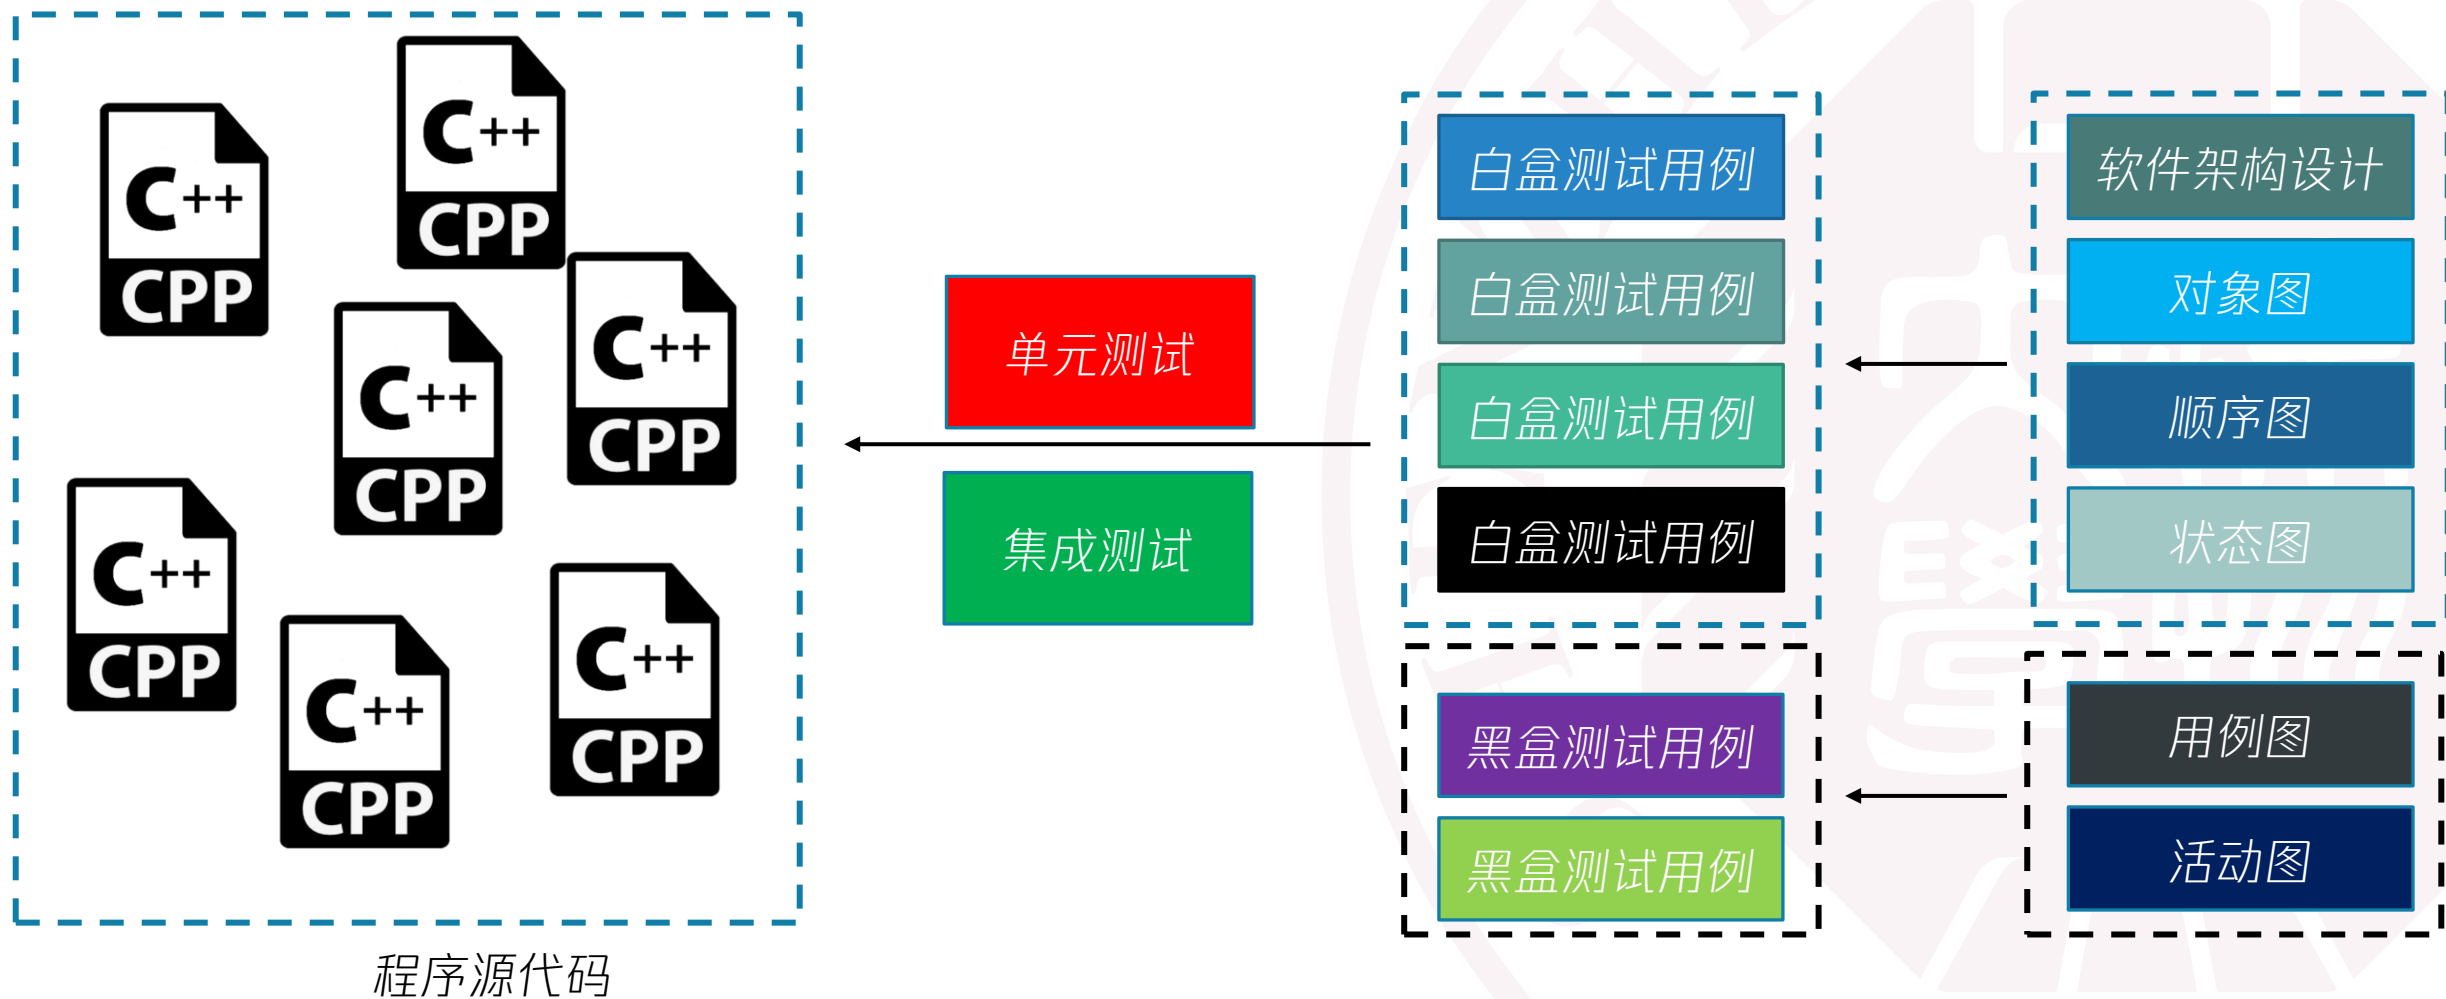 C++
CPP
C++
CPP
C++
CPP
C++
CPP
C++
CPP
C++
CPP
C++
CPP
程序源代码
单元测试
集成测试
白盒测试用例
白盒测试用例
白盒测试用例
白盒测试用例
黑盒测试用例
黑盒测试用例
软件架构设计
对象图
顺序图
状态图
用例图
活动图